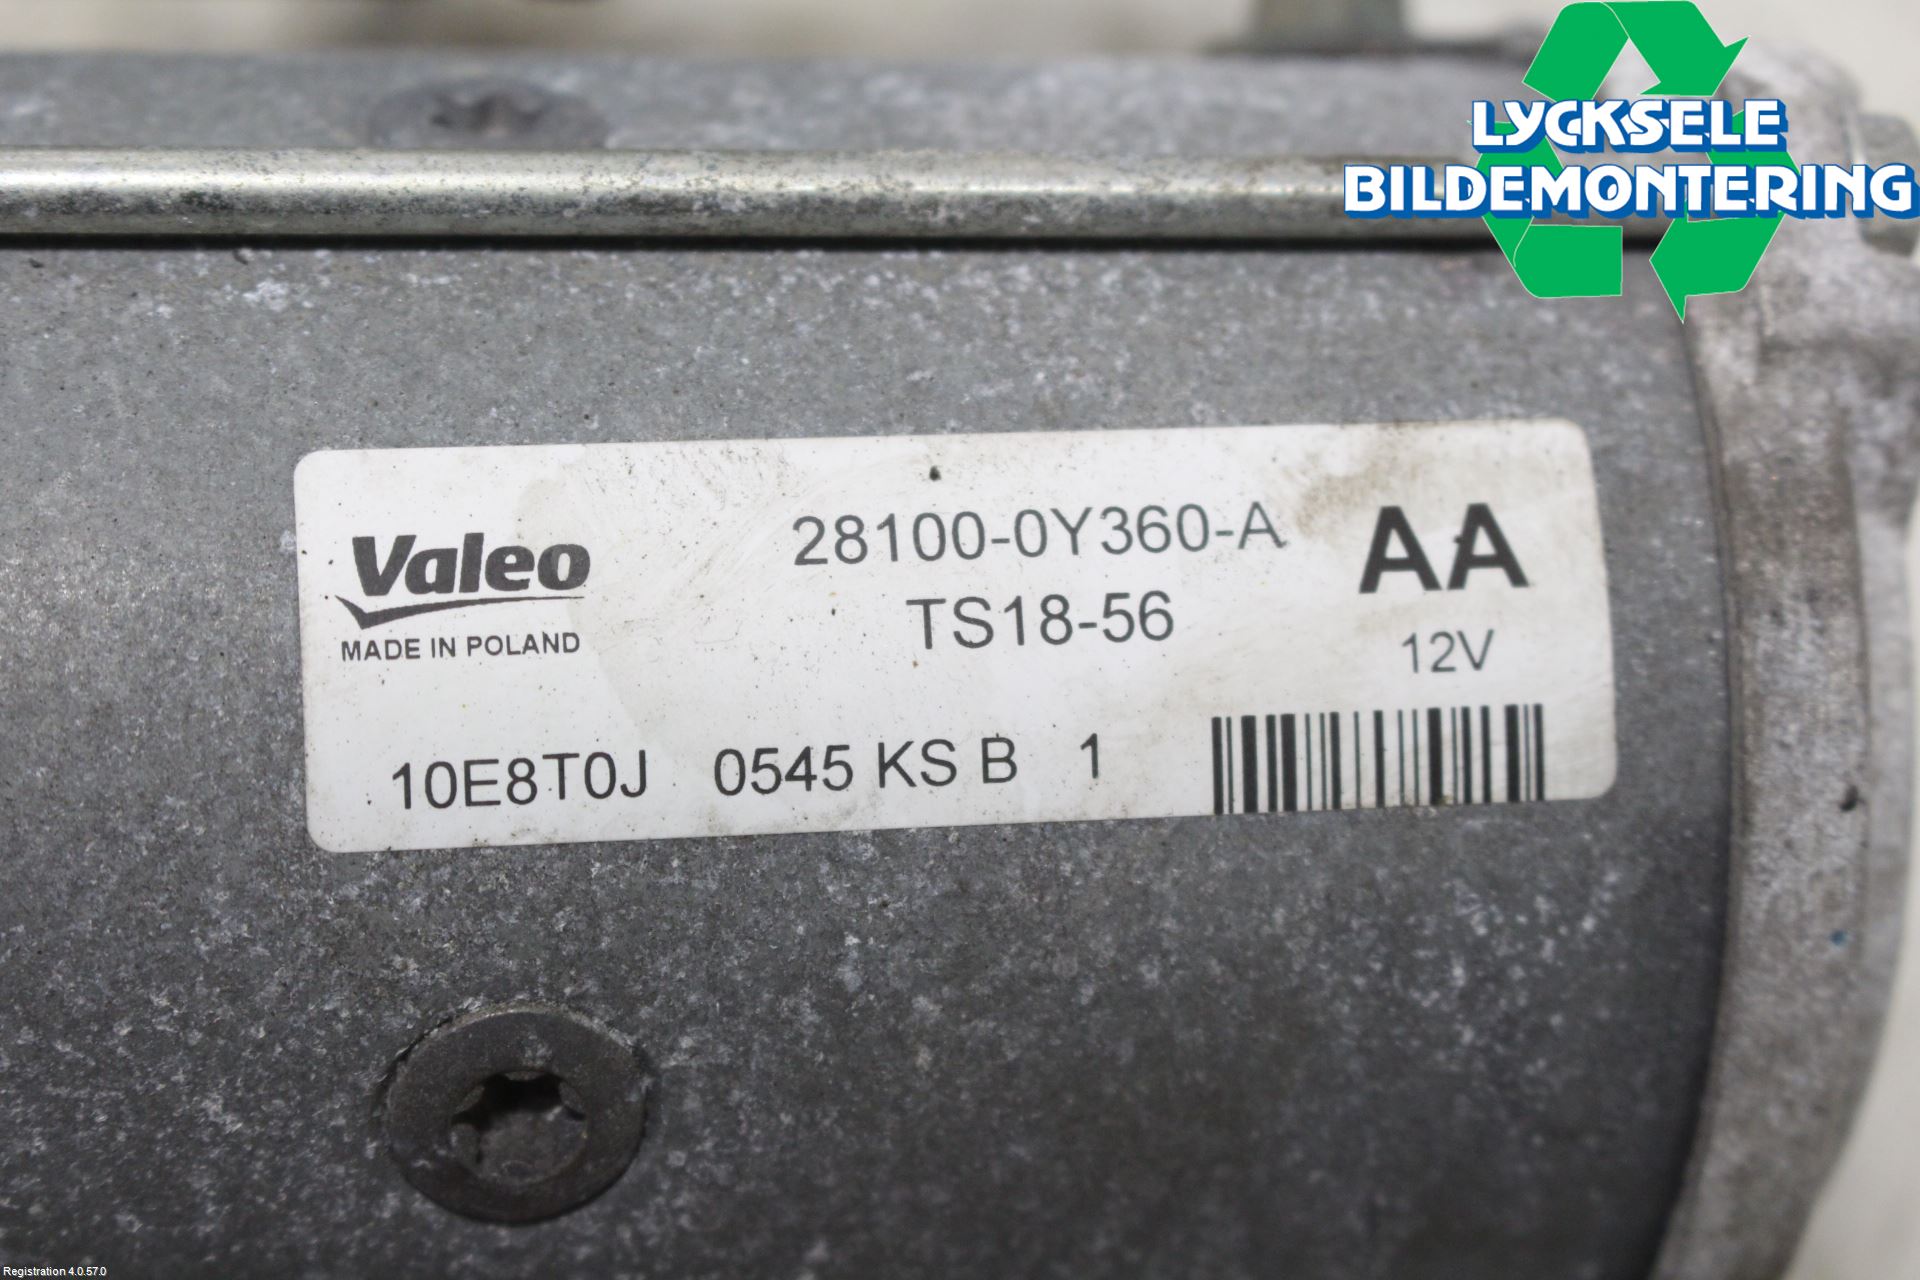 LYCKSELE
BILDEMONTERING
Valeo
MADE IN POLAND
28100-0Y360-A
TS18-56
AA
12V
10E8T0J 0545 KS B 1
Registration 4.0.57.0